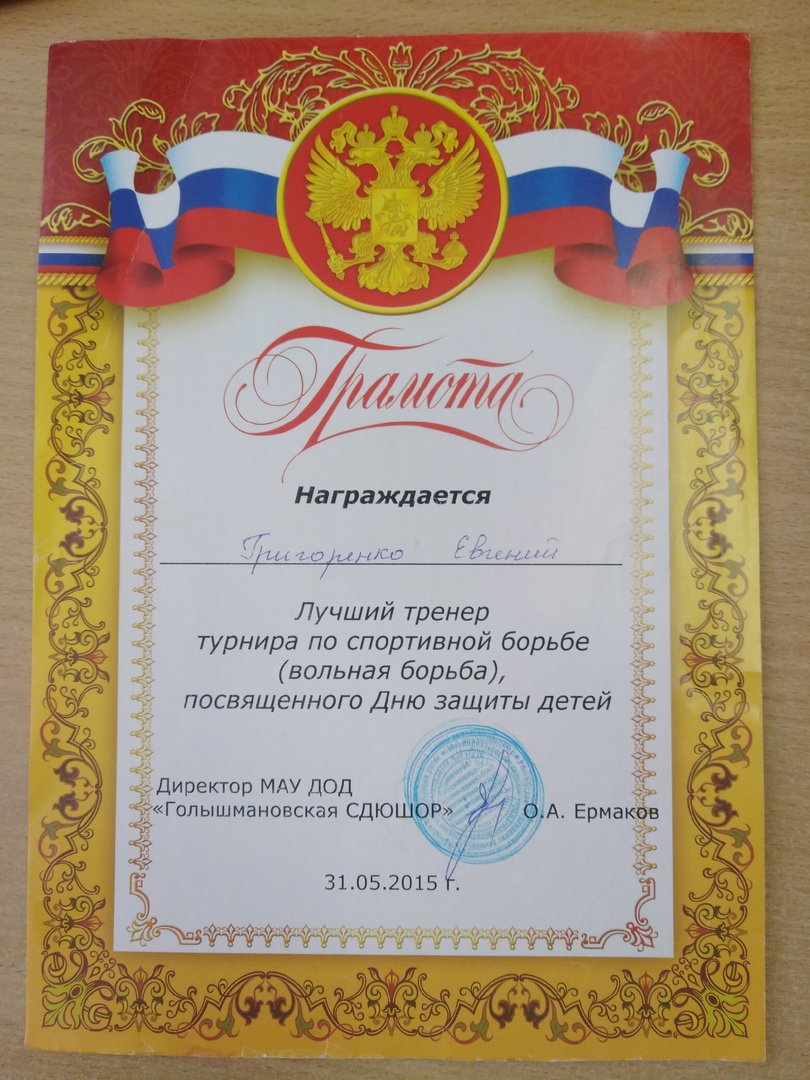 Грамота
Награждается
Григоренко Евгений
Лучший тренер
турнира по спортивной борьбе
(вольная борьба),
посвященного Дню защиты детей
Директор МАУ ДОД
«Голышмановская СДЮШОР» О.А. Ермаков
31.05.2015 г.